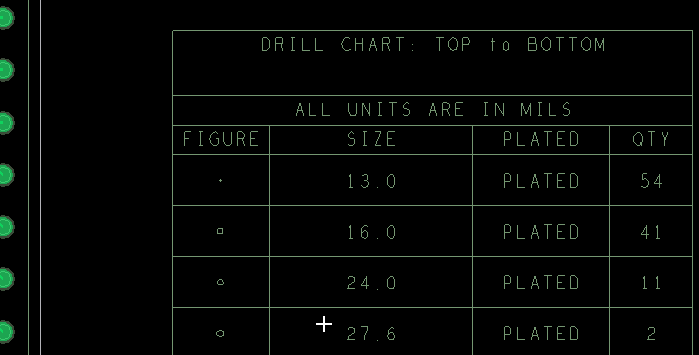 DRILL CHART: TOP to BOTTOM
ALL UNITS ARE IN MILS
FIGURE SIZE PLATED QTY
13.0 PLATED 54
16.0 PLATED 41
24.0 PLATED 11
27.6 PLATED 2